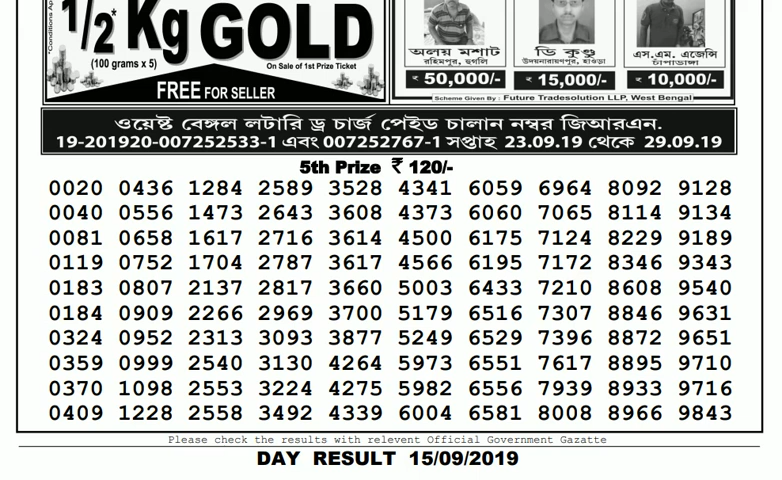 *Conditions Ap
1/2* Kg GOLD
(100 grams x 5)
On Sale of 1st Prize Ticket
FREE FOR SELLER
অলয় মশাট
রহিমপুর, হুগলি
₹ 50,000/-
ডি কুণ্ডু
উদয়নারায়ণপুর, হাওড়া
₹ 15,000/-
এস.এম. এজেন্সি
চাঁপাডাঙ্গা
₹ 10,000/-
Scheme Given By : Future Tradesolution LLP, West Bengal
ওয়েষ্ট বেঙ্গল লটারি ড্র চার্জ পেইড চালান নম্বর জিআরএন.
19-201920-007252533-1 এবং 007252767-1 সপ্তাহ 23.09.19 থেকে 29.09.19
5th Prize ₹ 120/-
0020 0436 1284 2589 3528 4341 6059 6964 8092 9128
0040 0556 1473 2643 3608 4373 6060 7065 8114 9134
0081 0658 1617 2716 3614 4500 6175 7124 8229 9189
0119 0752 1704 2787 3617 4566 6195 7172 8346 9343
0183 0807 2137 2817 3660 5003 6433 7210 8608 9540
0184 0909 2266 2969 3700 5179 6516 7307 8846 9631
0324 0952 2313 3093 3877 5249 6529 7396 8872 9651
0359 0999 2540 3130 4264 5973 6551 7617 8895 9710
0370 1098 2553 3224 4275 5982 6556 7939 8933 9716
0409 1228 2558 3492 4339 6004 6581 8008 8966 9843
Please check the results with relevent Official Government Gazatte
DAY RESULT 15/09/2019